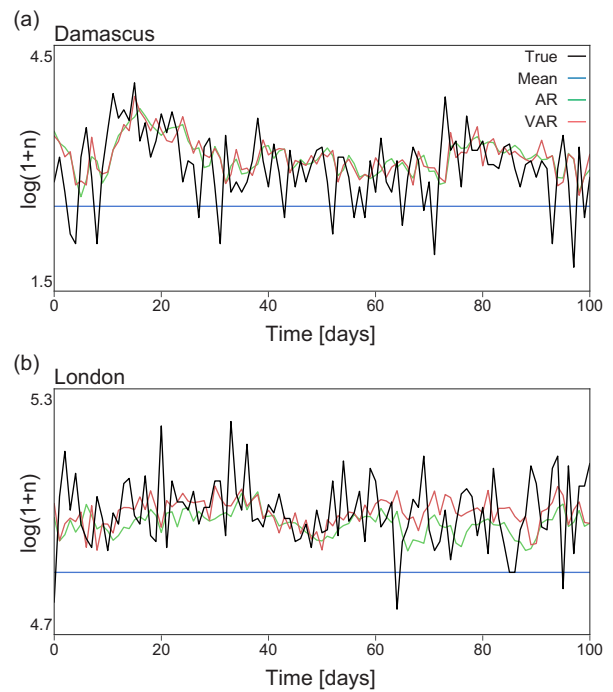 (a)
Damascus
4.5
True
Mean
AR
VAR
log(1+n)
1.5
0 20 40 60 80 100
Time [days]
(b)
London
5.3
log(1+n)
4.7
0 20 40 60 80 100
Time [days]